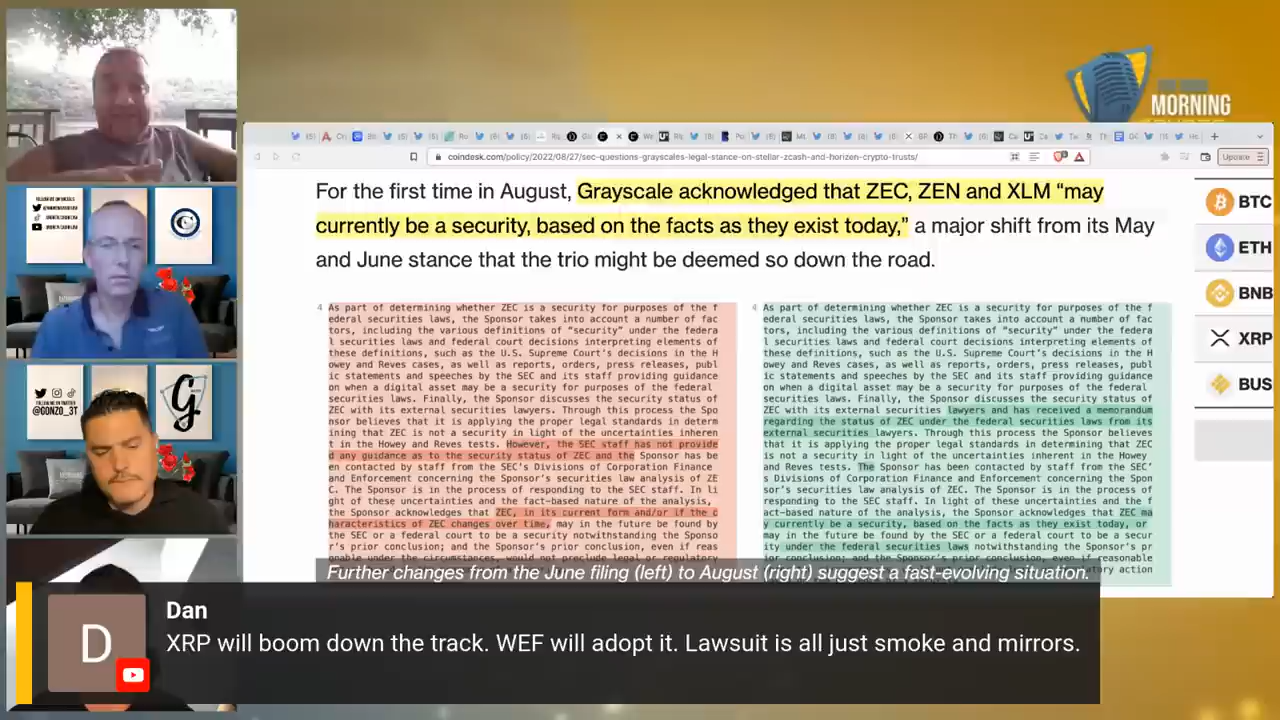 MORNING
coindesk.com/policy/2022/08/27/sec-questions-grayscales-legal-stance-on-stellar-zcash-and-horizen-crypto-trusts/
Update
For the first time in August, Grayscale acknowledged that ZEC, ZEN and XLM “may
currently be a security, based on the facts as they exist today,” a major shift from its May
and June stance that the trio might be deemed so down the road.
4 As part of determining whether ZEC is a security for purposes of the f
ederal securities laws, the Sponsor takes into account a number of fac
tors, including the various definitions of “security” under the federa
l securities laws and federal court decisions interpreting elements of
these definitions, such as the U.S. Supreme Court’s decisions in the H
owey and Reves cases, as well as reports, orders, press releases, publ
ic statements and speeches by the SEC and its staff providing guidance
on when a digital asset may be a security for purposes of the federal
securities laws. Finally, the Sponsor discusses the security status of
ZEC with its external securities lawyers. Through this process the Spo
nsor believes that it is applying the proper legal standards in determ
ining that ZEC is not a security in light of the uncertainties inheren
t in the Howey and Reves tests. However, the SEC staff has not provide
d any guidance as to the security status of ZEC and the Sponsor has be
en contacted by staff from the SEC’s Divisions of Corporation Finance
and Enforcement concerning the Sponsor’s securities law analysis of ZE
C. The Sponsor is in the process of responding to the SEC staff. In li
ght of these uncertainties and the fact-based nature of the analysis,
the Sponsor acknowledges that ZEC, in its current form and/or if the c
haracteristics of ZEC changes over time, may in the future be found by
the SEC or a federal court to be a security notwithstanding the Sponso
r’s prior conclusion; and the Sponsor’s prior conclusion, even if reas
onable under the circumstances, would not preclude legal or regulatory
4 As part of determining whether ZEC is a security for purposes of the f
ederal securities laws, the Sponsor takes into account a number of fac
tors, including the various definitions of “security” under the federa
l securities laws and federal court decisions interpreting elements of
these definitions, such as the U.S. Supreme Court’s decisions in the H
owey and Reves cases, as well as reports, orders, press releases, publ
ic statements and speeches by the SEC and its staff providing guidance
on when a digital asset may be a security for purposes of the federal
securities laws. Finally, the Sponsor discusses the security status of
ZEC with its external securities lawyers and has received a memorandum
regarding the status of ZEC under the federal securities laws from its
external securities lawyers. Through this process the Sponsor believes
that it is applying the proper legal standards in determining that ZEC
is not a security in light of the uncertainties inherent in the Howey
and Reves tests. The Sponsor has been contacted by staff from the SEC’
s Divisions of Corporation Finance and Enforcement concerning the Spon
sor’s securities law analysis of ZEC. The Sponsor is in the process of
responding to the SEC staff. In light of these uncertainties and the f
act-based nature of the analysis, the Sponsor acknowledges that ZEC ma
y currently be a security, based on the facts as they exist today, or
may in the future be found by the SEC or a federal court to be a secur
ity under the federal securities laws notwithstanding the Sponsor’s pr
ior conclusion; and the Sponsor’s prior conclusion, even if reasonable
Further changes from the June filing (left) to August (right) suggest a fast-evolving situation.
BTC
ETH
BNB
XRP
BUS
@GONZO_3T
D
Dan
XRP will boom down the track. WEF will adopt it. Lawsuit is all just smoke and mirrors.